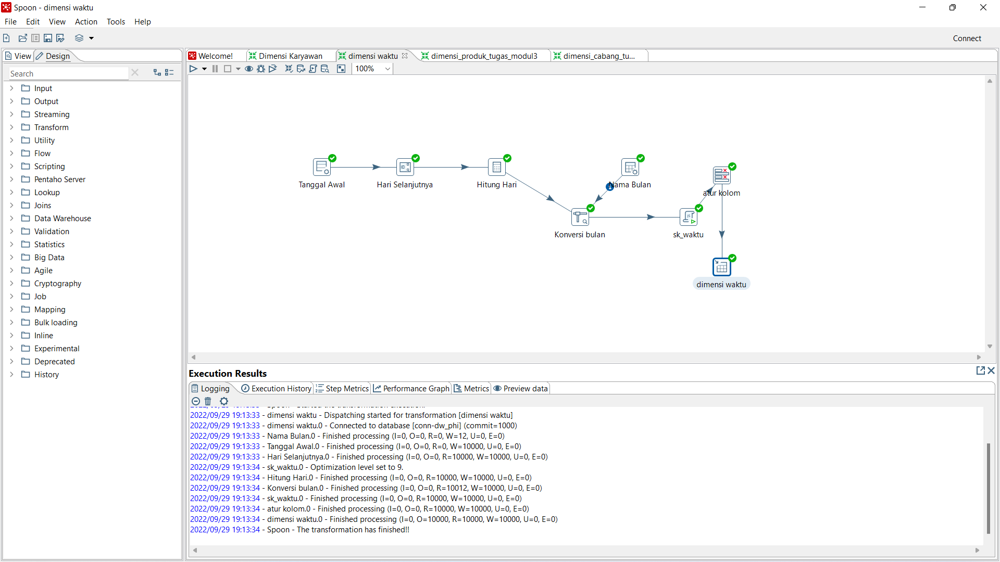 Spoon - dimensi waktu
File Edit View Action Tools Help
Connect
View Design
Welcome! Dimensi Karyawan dimensi waktu dimensi_produk_tugas_modul3 dimensi_cabang_tu...
100%
Search
Input
Output
Streaming
Transform
Utility
Flow
Scripting
Pentaho Server
Lookup
Joins
Data Warehouse
Validation
Statistics
Big Data
Agile
Cryptography
Job
Mapping
Bulk loading
Inline
Experimental
Deprecated
History
Tanggal Awal
Hari Selanjutnya
Hitung Hari
Nama Bulan
atur kolom
Konversi bulan
sk_waktu
dimensi waktu
Execution Results
Logging Execution History Step Metrics Performance Graph Metrics Preview data
2022/09/29 19:13:33 - dimensi waktu - Dispatching started for transformation [dimensi waktu]
2022/09/29 19:13:33 - dimensi waktu.0 - Connected to database [conn-dw_phi] (commit=1000)
2022/09/29 19:13:33 - Nama Bulan.0 - Finished processing (I=0, O=0, R=0, W=12, U=0, E=0)
2022/09/29 19:13:33 - Tanggal Awal.0 - Finished processing (I=0, O=0, R=0, W=10000, U=0, E=0)
2022/09/29 19:13:33 - Hari Selanjutnya.0 - Finished processing (I=0, O=0, R=10000, W=10000, U=0, E=0)
2022/09/29 19:13:34 - sk_waktu.0 - Optimization level set to 9.
2022/09/29 19:13:34 - Hitung Hari.0 - Finished processing (I=0, O=0, R=10000, W=10000, U=0, E=0)
2022/09/29 19:13:34 - Konversi bulan.0 - Finished processing (I=0, O=0, R=10012, W=10000, U=0, E=0)
2022/09/29 19:13:34 - sk_waktu.0 - Finished processing (I=0, O=0, R=10000, W=10000, U=0, E=0)
2022/09/29 19:13:34 - atur kolom.0 - Finished processing (I=0, O=0, R=10000, W=10000, U=0, E=0)
2022/09/29 19:13:34 - dimensi waktu.0 - Finished processing (I=0, O=10000, R=10000, W=10000, U=0, E=0)
2022/09/29 19:13:34 - Spoon - The transformation has finished!!